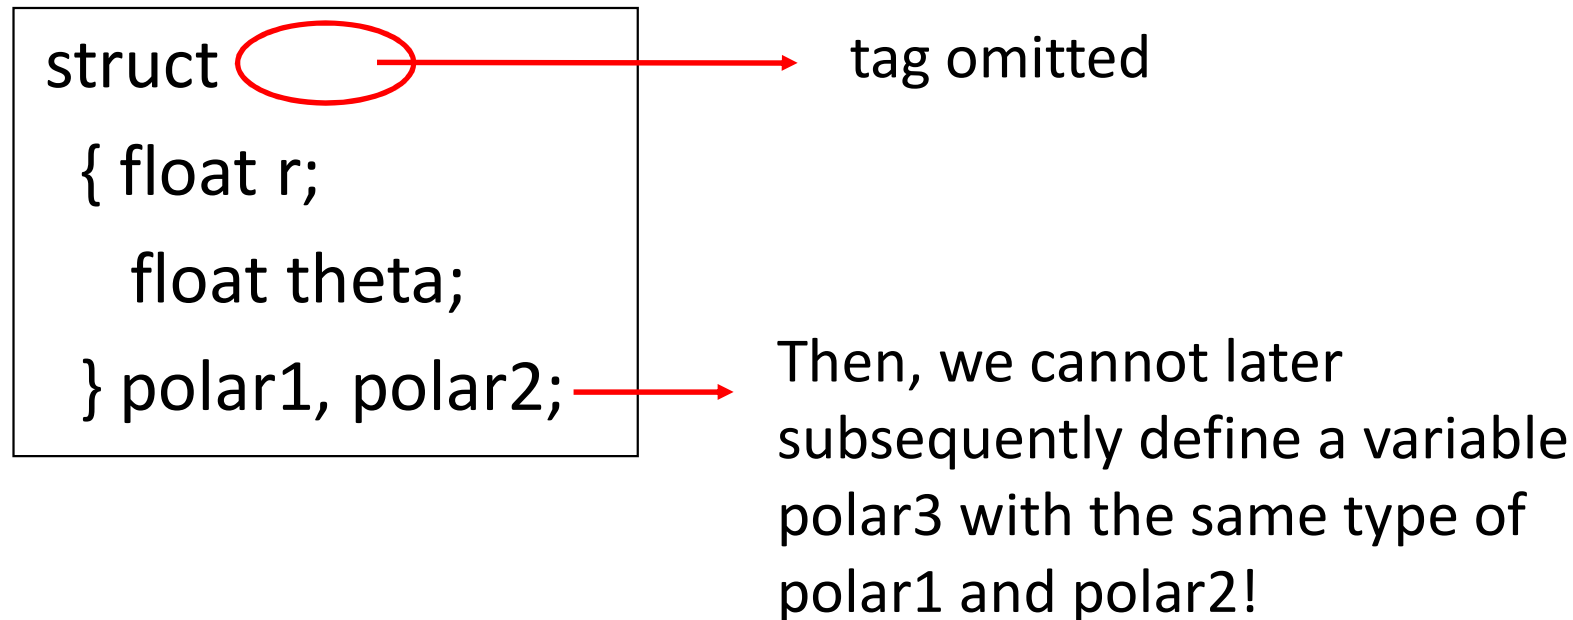 struct
tag omitted
{ float r;
float theta;
} polar1, polar2;
Then, we cannot later
subsequently define a variable
polar3 with the same type of
polar1 and polar2!